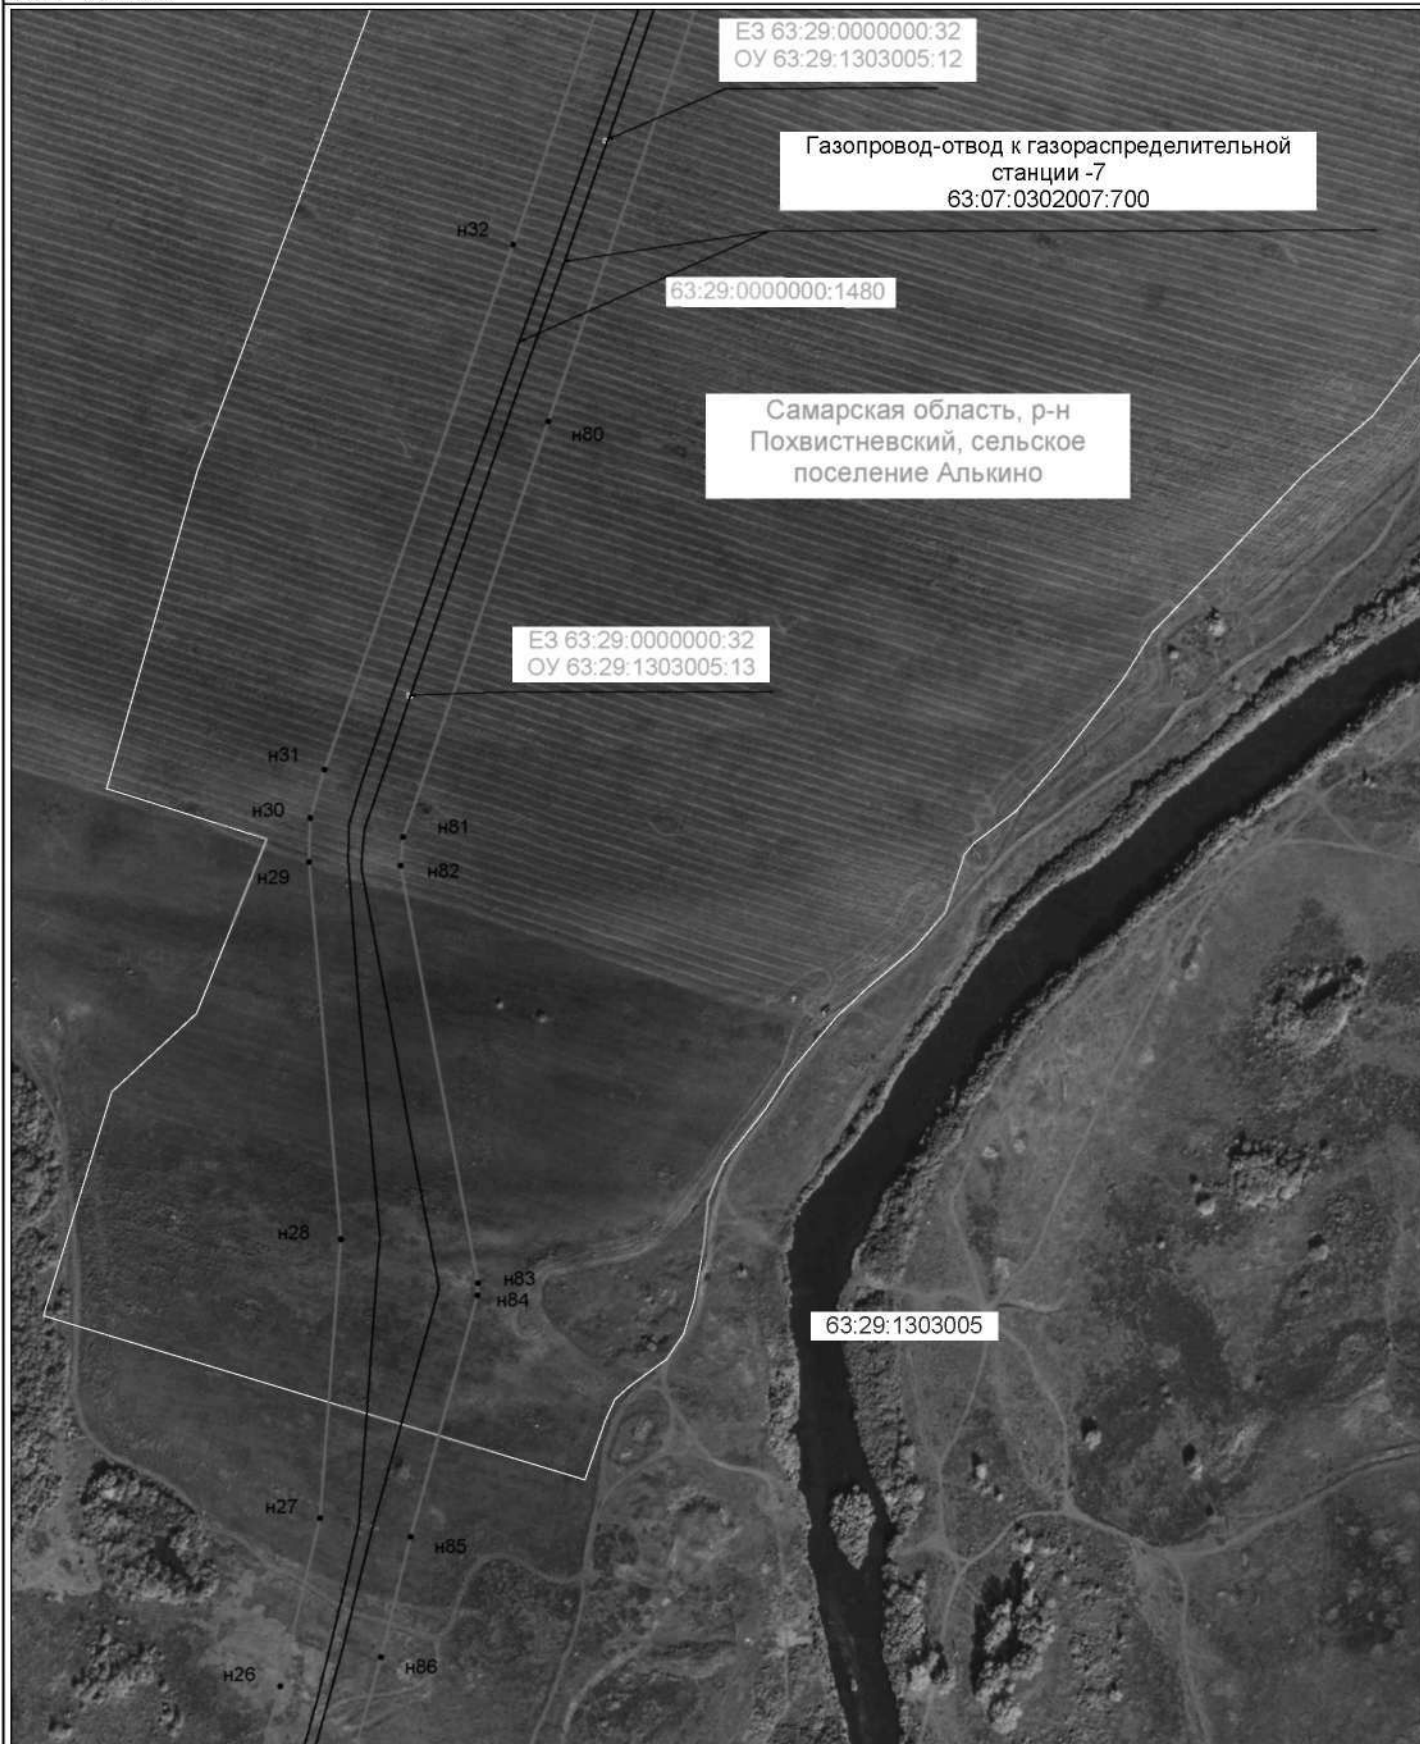 ЕЗ 63:29:0000000:32
ОУ 63:29:1303005:12
Газопровод-отвод к газораспределительной
станции -7
63:07:0302007:700
н32
63:29:0000000:1480
Самарская область, р-н
Похвистневский, сельское
поселение Алькино
н80
ЕЗ 63:29:0000000:32
ОУ 63:29:1303005:13
н31
н30
н81
н82
н29
н28
н83
н84
63:29:1303005
н27
н85
н86
н26